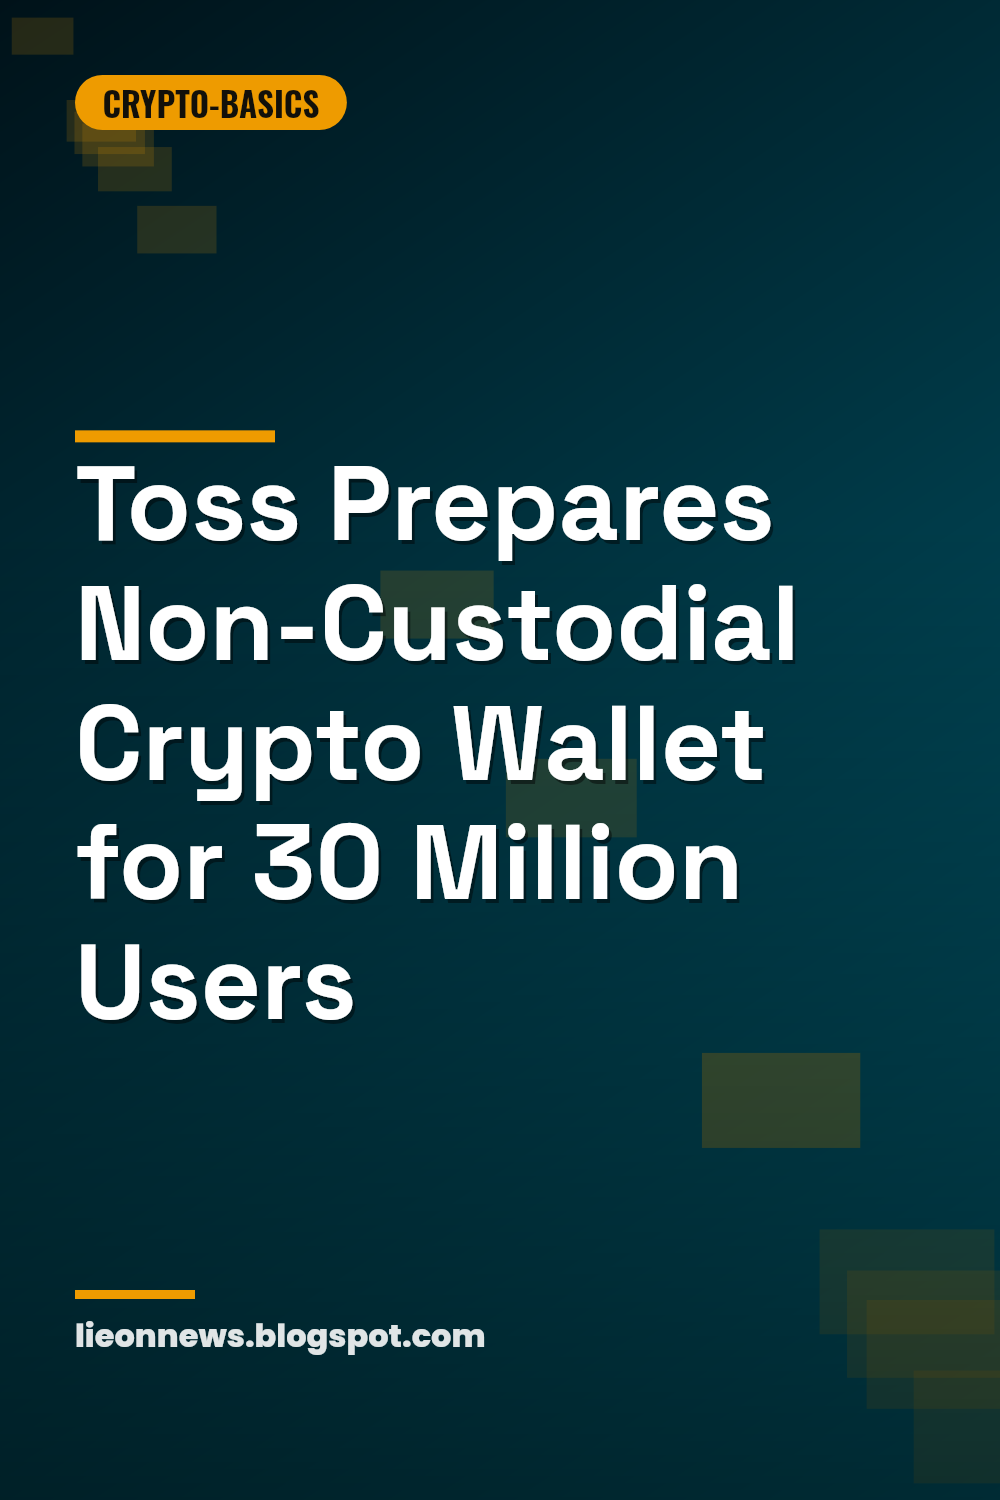 CRYPTO-BASICS
Toss Prepares
Non-Custodial
Crypto Wallet
for 30 Million
Users
lieonnews.blogspot.com